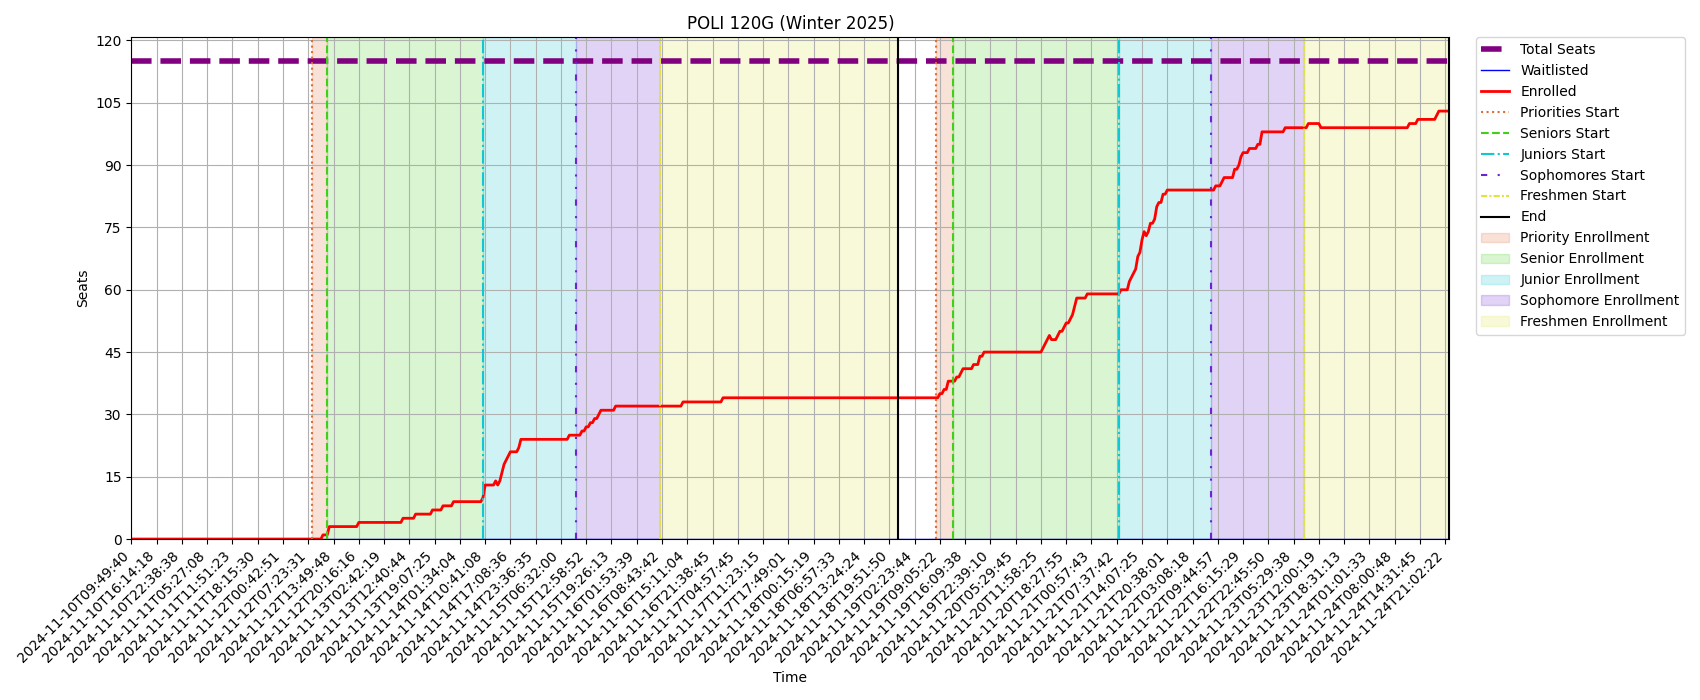 POLI 120G (Winter 2025)
Seats
120
105
90
75
60
45
30
15
0
2024-11-10T09:49:40
2024-11-10T16:14:18
2024-11-10T22:38:38
2024-11-11T05:27:08
2024-11-11T11:51:23
2024-11-11T18:15:30
2024-11-12T00:42:51
2024-11-12T07:23:31
2024-11-12T13:49:48
2024-11-12T20:16:16
2024-11-13T02:42:19
2024-11-13T12:40:44
2024-11-13T19:07:25
2024-11-14T01:34:04
2024-11-14T10:41:08
2024-11-14T17:08:36
2024-11-14T23:36:35
2024-11-15T06:32:00
2024-11-15T12:58:52
2024-11-15T19:26:13
2024-11-16T01:53:39
2024-11-16T08:43:42
2024-11-16T15:11:04
2024-11-16T21:38:45
2024-11-17T04:57:45
2024-11-17T11:23:15
2024-11-17T17:49:01
2024-11-18T00:15:19
2024-11-18T06:57:33
2024-11-18T13:24:24
2024-11-18T19:51:50
2024-11-19T02:23:44
2024-11-19T09:05:22
2024-11-19T16:09:38
2024-11-19T22:39:10
2024-11-20T05:29:45
2024-11-20T11:58:25
2024-11-20T18:27:55
2024-11-21T00:57:43
2024-11-21T07:37:42
2024-11-21T14:07:25
2024-11-21T20:38:01
2024-11-22T03:08:18
2024-11-22T09:44:57
2024-11-22T16:15:29
2024-11-22T22:45:50
2024-11-23T05:29:38
2024-11-23T12:00:19
2024-11-23T18:31:13
2024-11-24T01:01:33
2024-11-24T08:00:48
2024-11-24T14:31:45
2024-11-24T21:02:22
Time
Total Seats
Waitlisted
Enrolled
Priorities Start
Seniors Start
Juniors Start
Sophomores Start
Freshmen Start
End
Priority Enrollment
Senior Enrollment
Junior Enrollment
Sophomore Enrollment
Freshmen Enrollment